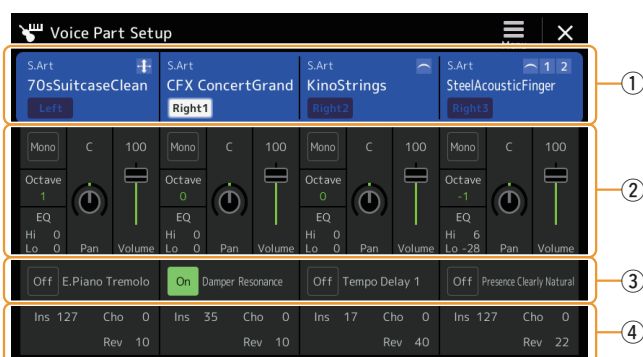 Voice Part Setup
S.Art S.Art S.Art S.Art 1 2
70sSuitcaseClean CFX ConcertGrand KinoStrings SteelAcousticFinger
Left Right1 Right2 Right3
1
Mono C 100 Mono C 100 Mono C 100 Mono C 100
Octave Octave Octave Octave
1 0 0 -1
2
EQ EQ EQ EQ
Hi 0 Hi 0 Hi 0 Hi 6
Lo 0 Pan Volume Lo 0 Pan Volume Lo 0 Pan Volume Lo -28 Pan Volume
Off E.Piano Tremolo On Damper Resonance Off Tempo Delay 1 Off Presence Clearly Natural
3
Ins 127 Cho 0 Ins 35 Cho 0 Ins 17 Cho 0 Ins 127 Cho 0
4
Rev 10 Rev 10 Rev 40 Rev 22